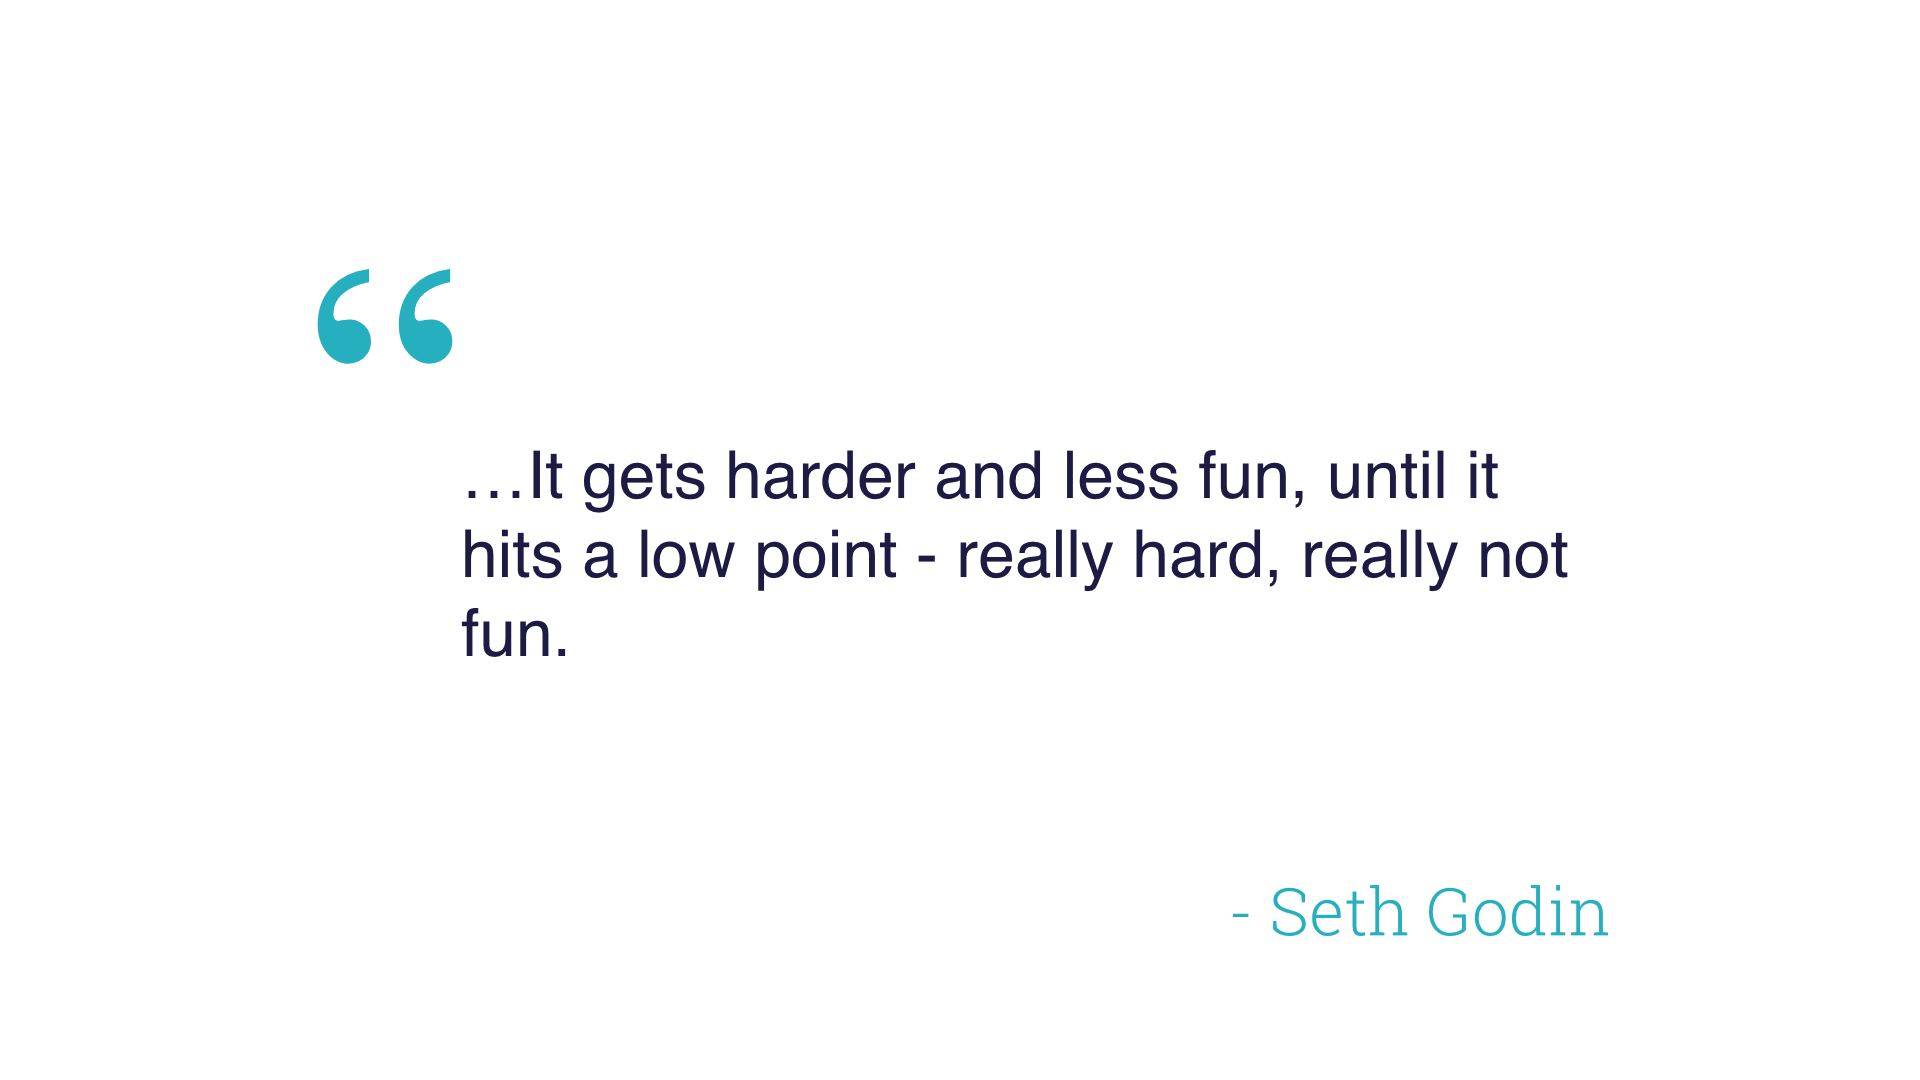 “
…It gets harder and less fun, until it
hits a low point - really hard, really not
fun.
- Seth Godin